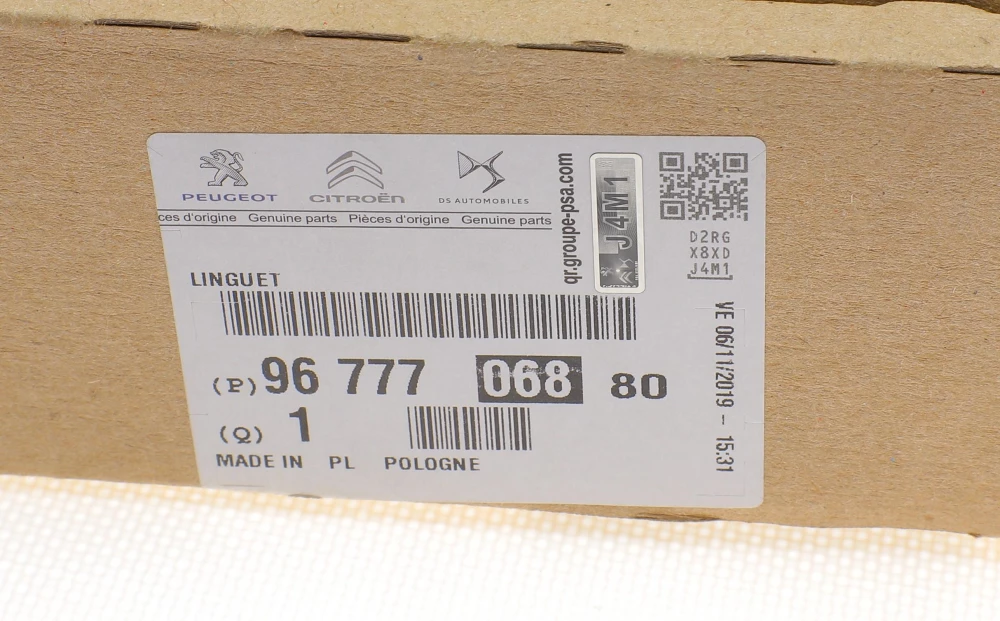 PEUGEOT CITROËN DS AUTOMOBILES
ces d'origine Genuine parts Pièces d'origine Genuine parts
qr.groupe-psa.com
J4M1
D2RG
X8XD
J4M1
LINGUET
(P) 96 777 068 80
(Q) 1
MADE IN PL POLOGNE
VE 06/11/2019 - 15:31